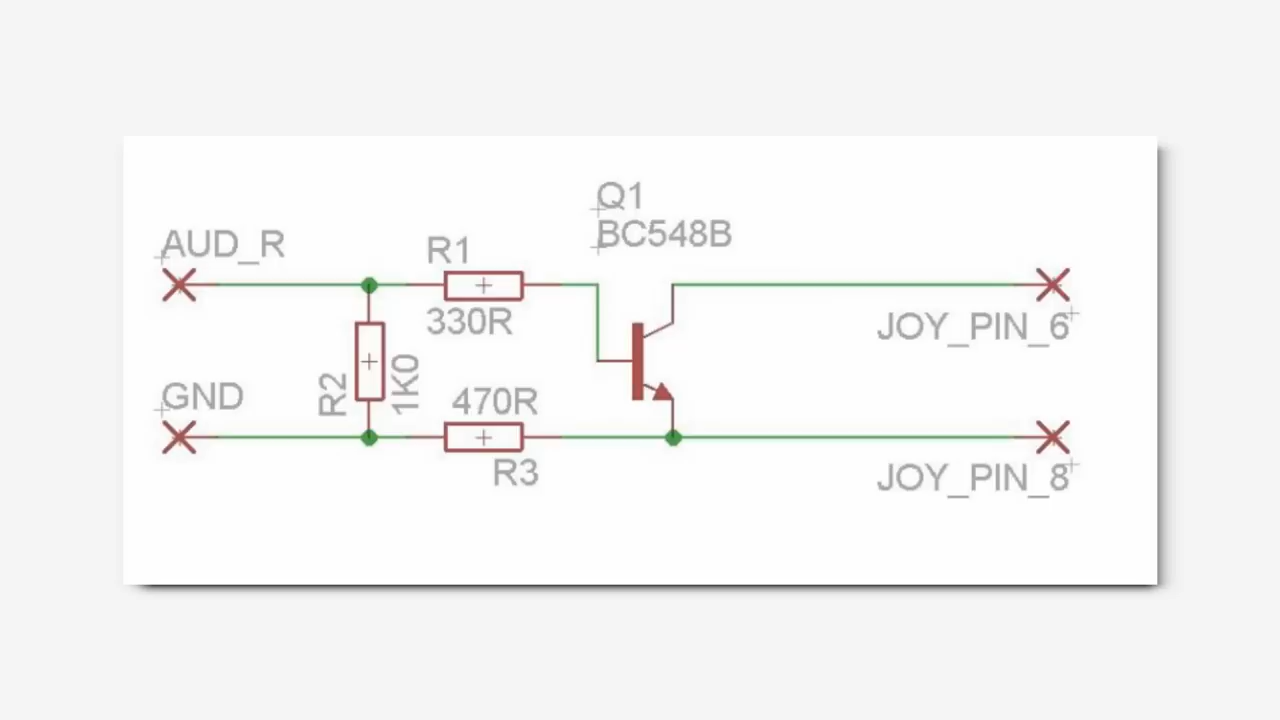 Q1
BC548B
AUD_R
R1
330R
JOY_PIN_6
R2
1K0
GND
470R
R3
JOY_PIN_8